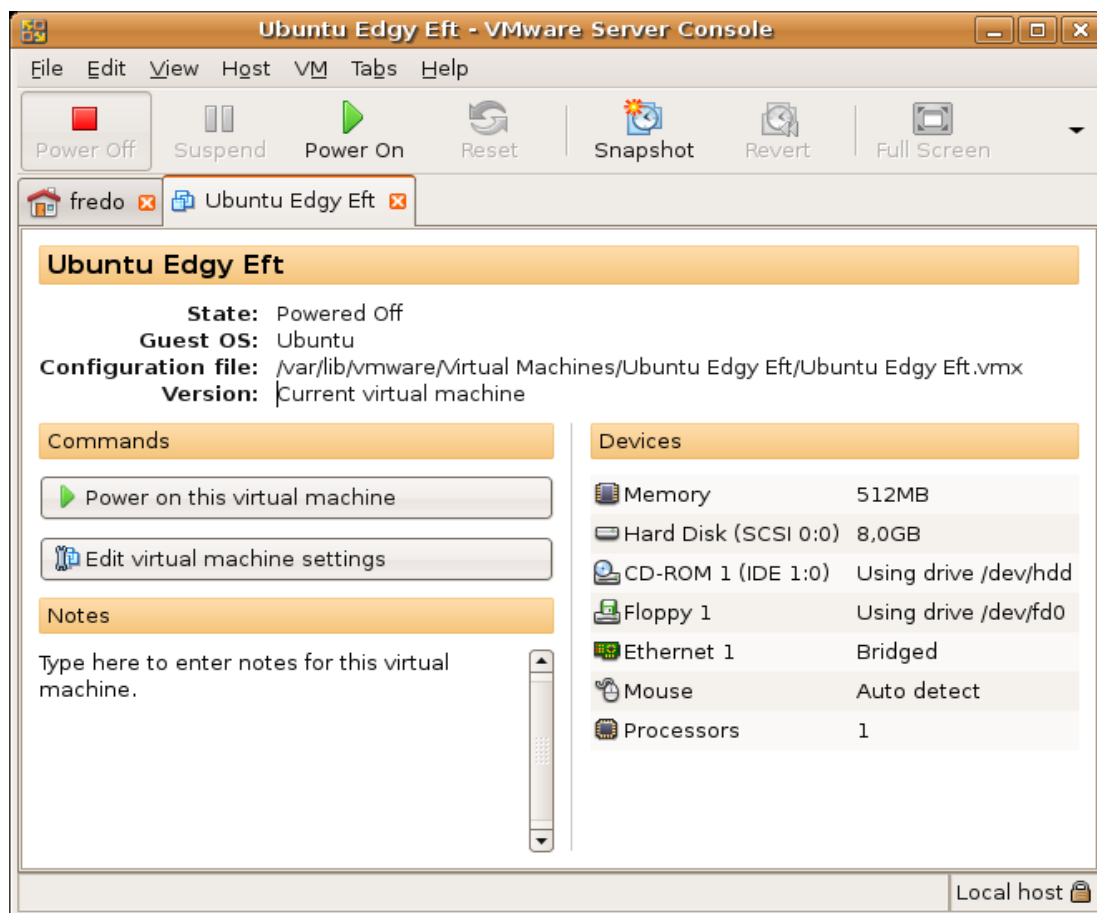 Ubuntu Edgy Eft - VMware Server Console
File Edit View Host VM Tabs Help
Power Off Suspend Power On Reset Snapshot Revert Full Screen
fredo Ubuntu Edgy Eft
Ubuntu Edgy Eft
State: Powered Off
Guest OS: Ubuntu
Configuration file: /var/lib/vmware/Virtual Machines/Ubuntu Edgy Eft/Ubuntu Edgy Eft.vmx
Version: Current virtual machine
Commands
Power on this virtual machine
Edit virtual machine settings
Notes
Type here to enter notes for this virtual
machine.
Devices
Memory 512MB
Hard Disk (SCSI 0:0) 8,0GB
CD-ROM 1 (IDE 1:0) Using drive /dev/hdd
Floppy 1 Using drive /dev/fd0
Ethernet 1 Bridged
Mouse Auto detect
Processors 1
Local host